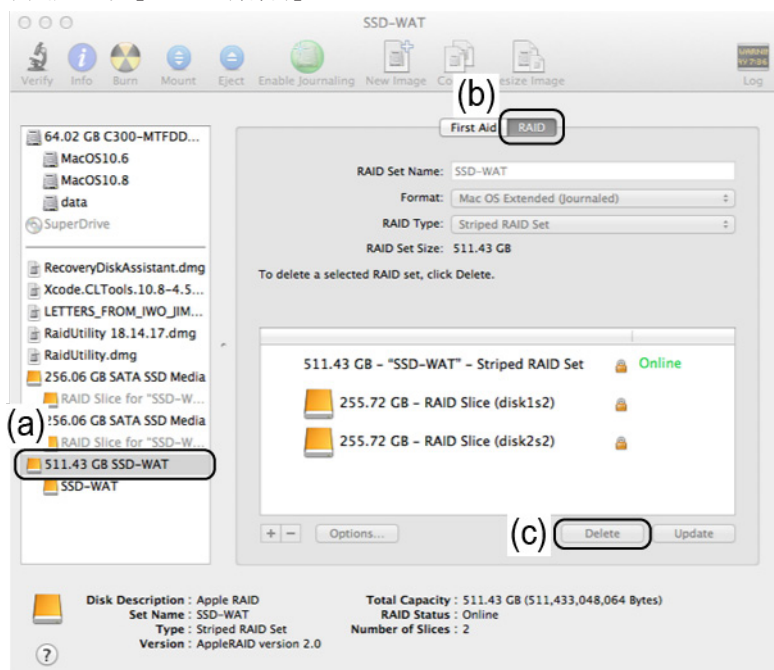 SSD-WAT
Verify Info Burn Mount Eject Enable Journaling New Image Resize Image Log
WARNI
(b)
First Aid RAID
64.02 GB C300-MTFDD...
MacOS10.6
MacOS10.8
data
SuperDrive
RecoveryDiskAssistant.dmg
Xcode.CLTools.10.8-4.5...
LETTERS_FROM_IWO_JIM...
RaidUtility 18.14.17.dmg
RaidUtility.dmg
256.06 GB SATA SSD Media
RAID Slice for "SSD-W...
256.06 GB SATA SSD Media
RAID Slice for "SSD-W...
(a)
511.43 GB SSD-WAT
SSD-WAT
RAID Set Name: SSD-WAT
Format: Mac OS Extended (Journaled)
RAID Type: Striped RAID Set
RAID Set Size: 511.43 GB
To delete a selected RAID set, click Delete.
511.43 GB - "SSD-WAT" - Striped RAID Set Online
255.72 GB - RAID Slice (disk1s2)
255.72 GB - RAID Slice (disk2s2)
+ - Options... (c) Delete Update
Disk Description : Apple RAID
Set Name : SSD-WAT
Type : Striped RAID Set
Version : AppleRAID version 2.0
Total Capacity : 511.43 GB (511,433,048,064 Bytes)
RAID Status : Online
Number of Slices : 2
?